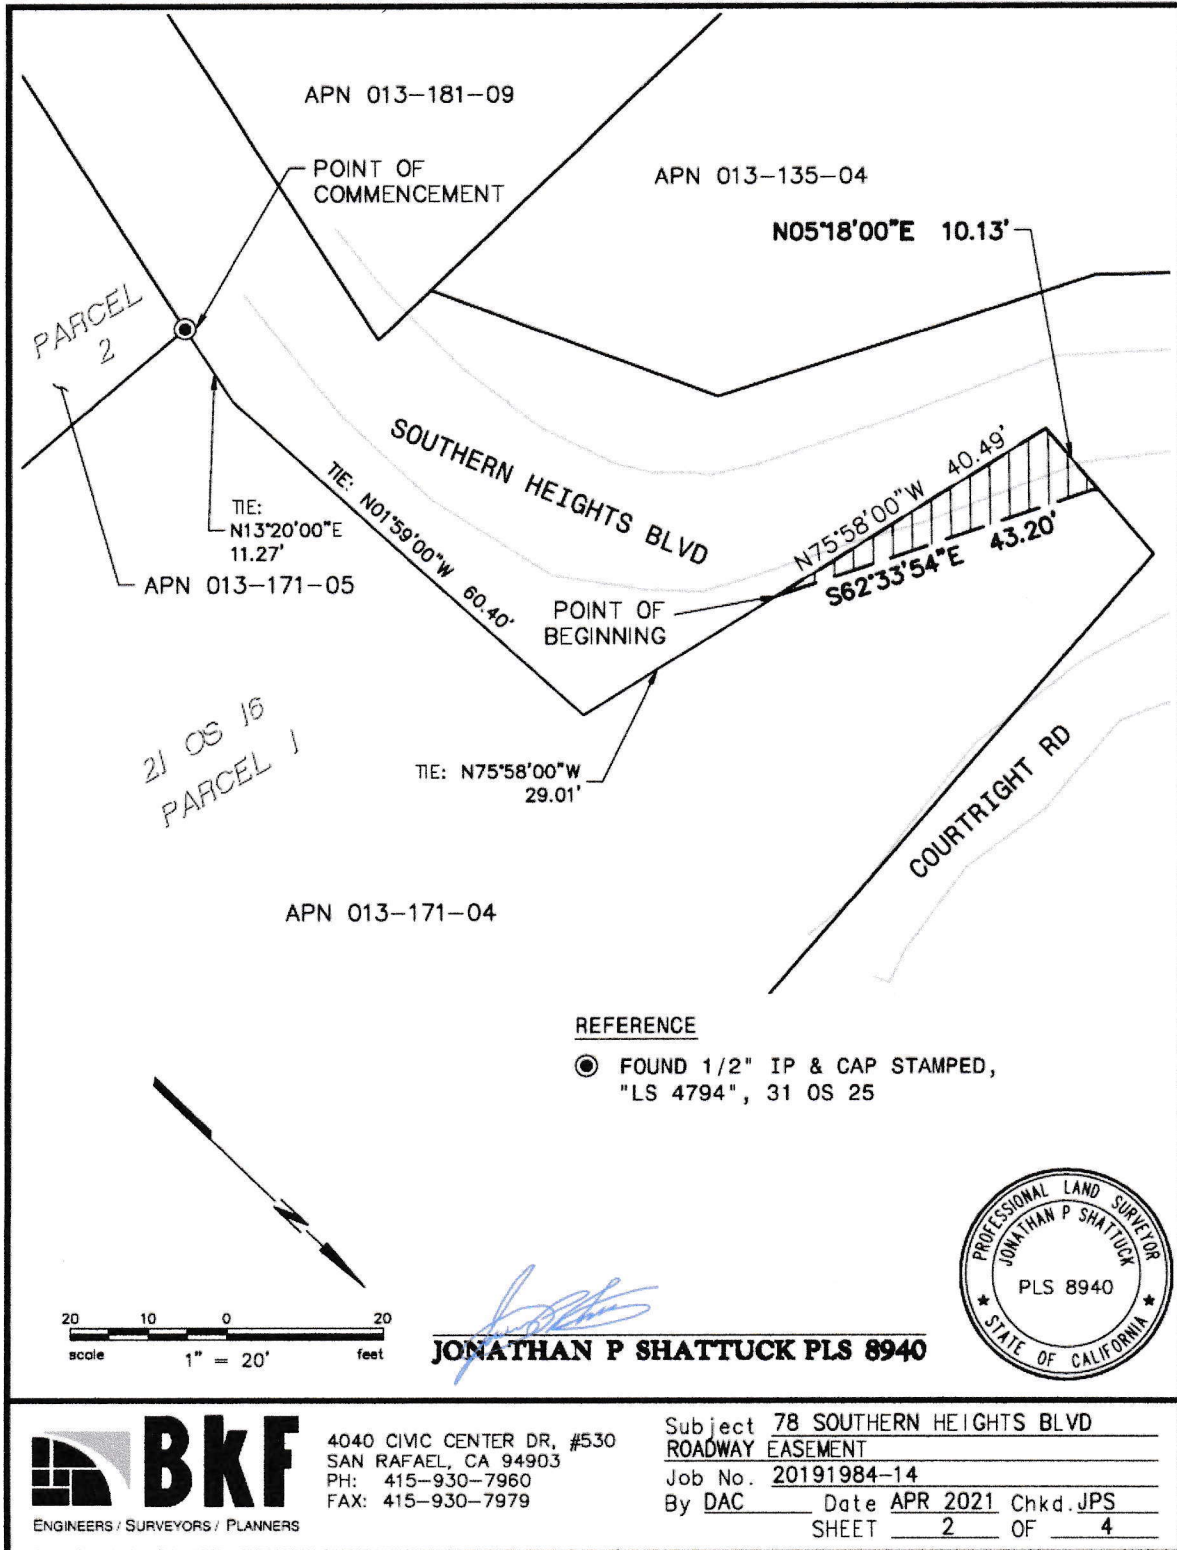 APN 013-181-09
POINT OF
COMMENCEMENT
APN 013-135-04
N05°18'00"E 10.13'
PARCEL
2
SOUTHERN HEIGHTS BLVD
TIE: N01°59'00"W 60.40'
N75°58'00"W 40.49'
S62°33'54"E 43.20'
TIE:
N13°20'00"E
11.27'
APN 013-171-05
POINT OF
BEGINNING
21 OS 16
PARCEL 1
TIE: N75°58'00"W
29.01'
COURTRIGHT RD
APN 013-171-04
REFERENCE
FOUND 1/2" IP & CAP STAMPED,
"LS 4794", 31 OS 25
N
20 10 0 20
scale 1" = 20' feet
JONATHAN P SHATTUCK PLS 8940
PROFESSIONAL LAND SURVEYOR
JONATHAN P SHATTUCK
PLS 8940
★ STATE OF CALIFORNIA ★
BKF
ENGINEERS / SURVEYORS / PLANNERS
4040 CIVIC CENTER DR, #530
SAN RAFAEL, CA 94903
PH: 415-930-7960
FAX: 415-930-7979
Subject 78 SOUTHERN HEIGHTS BLVD
ROADWAY EASEMENT
Job No. 20191984-14
By DAC Date APR 2021 Chkd. JPS
SHEET 2 OF 4